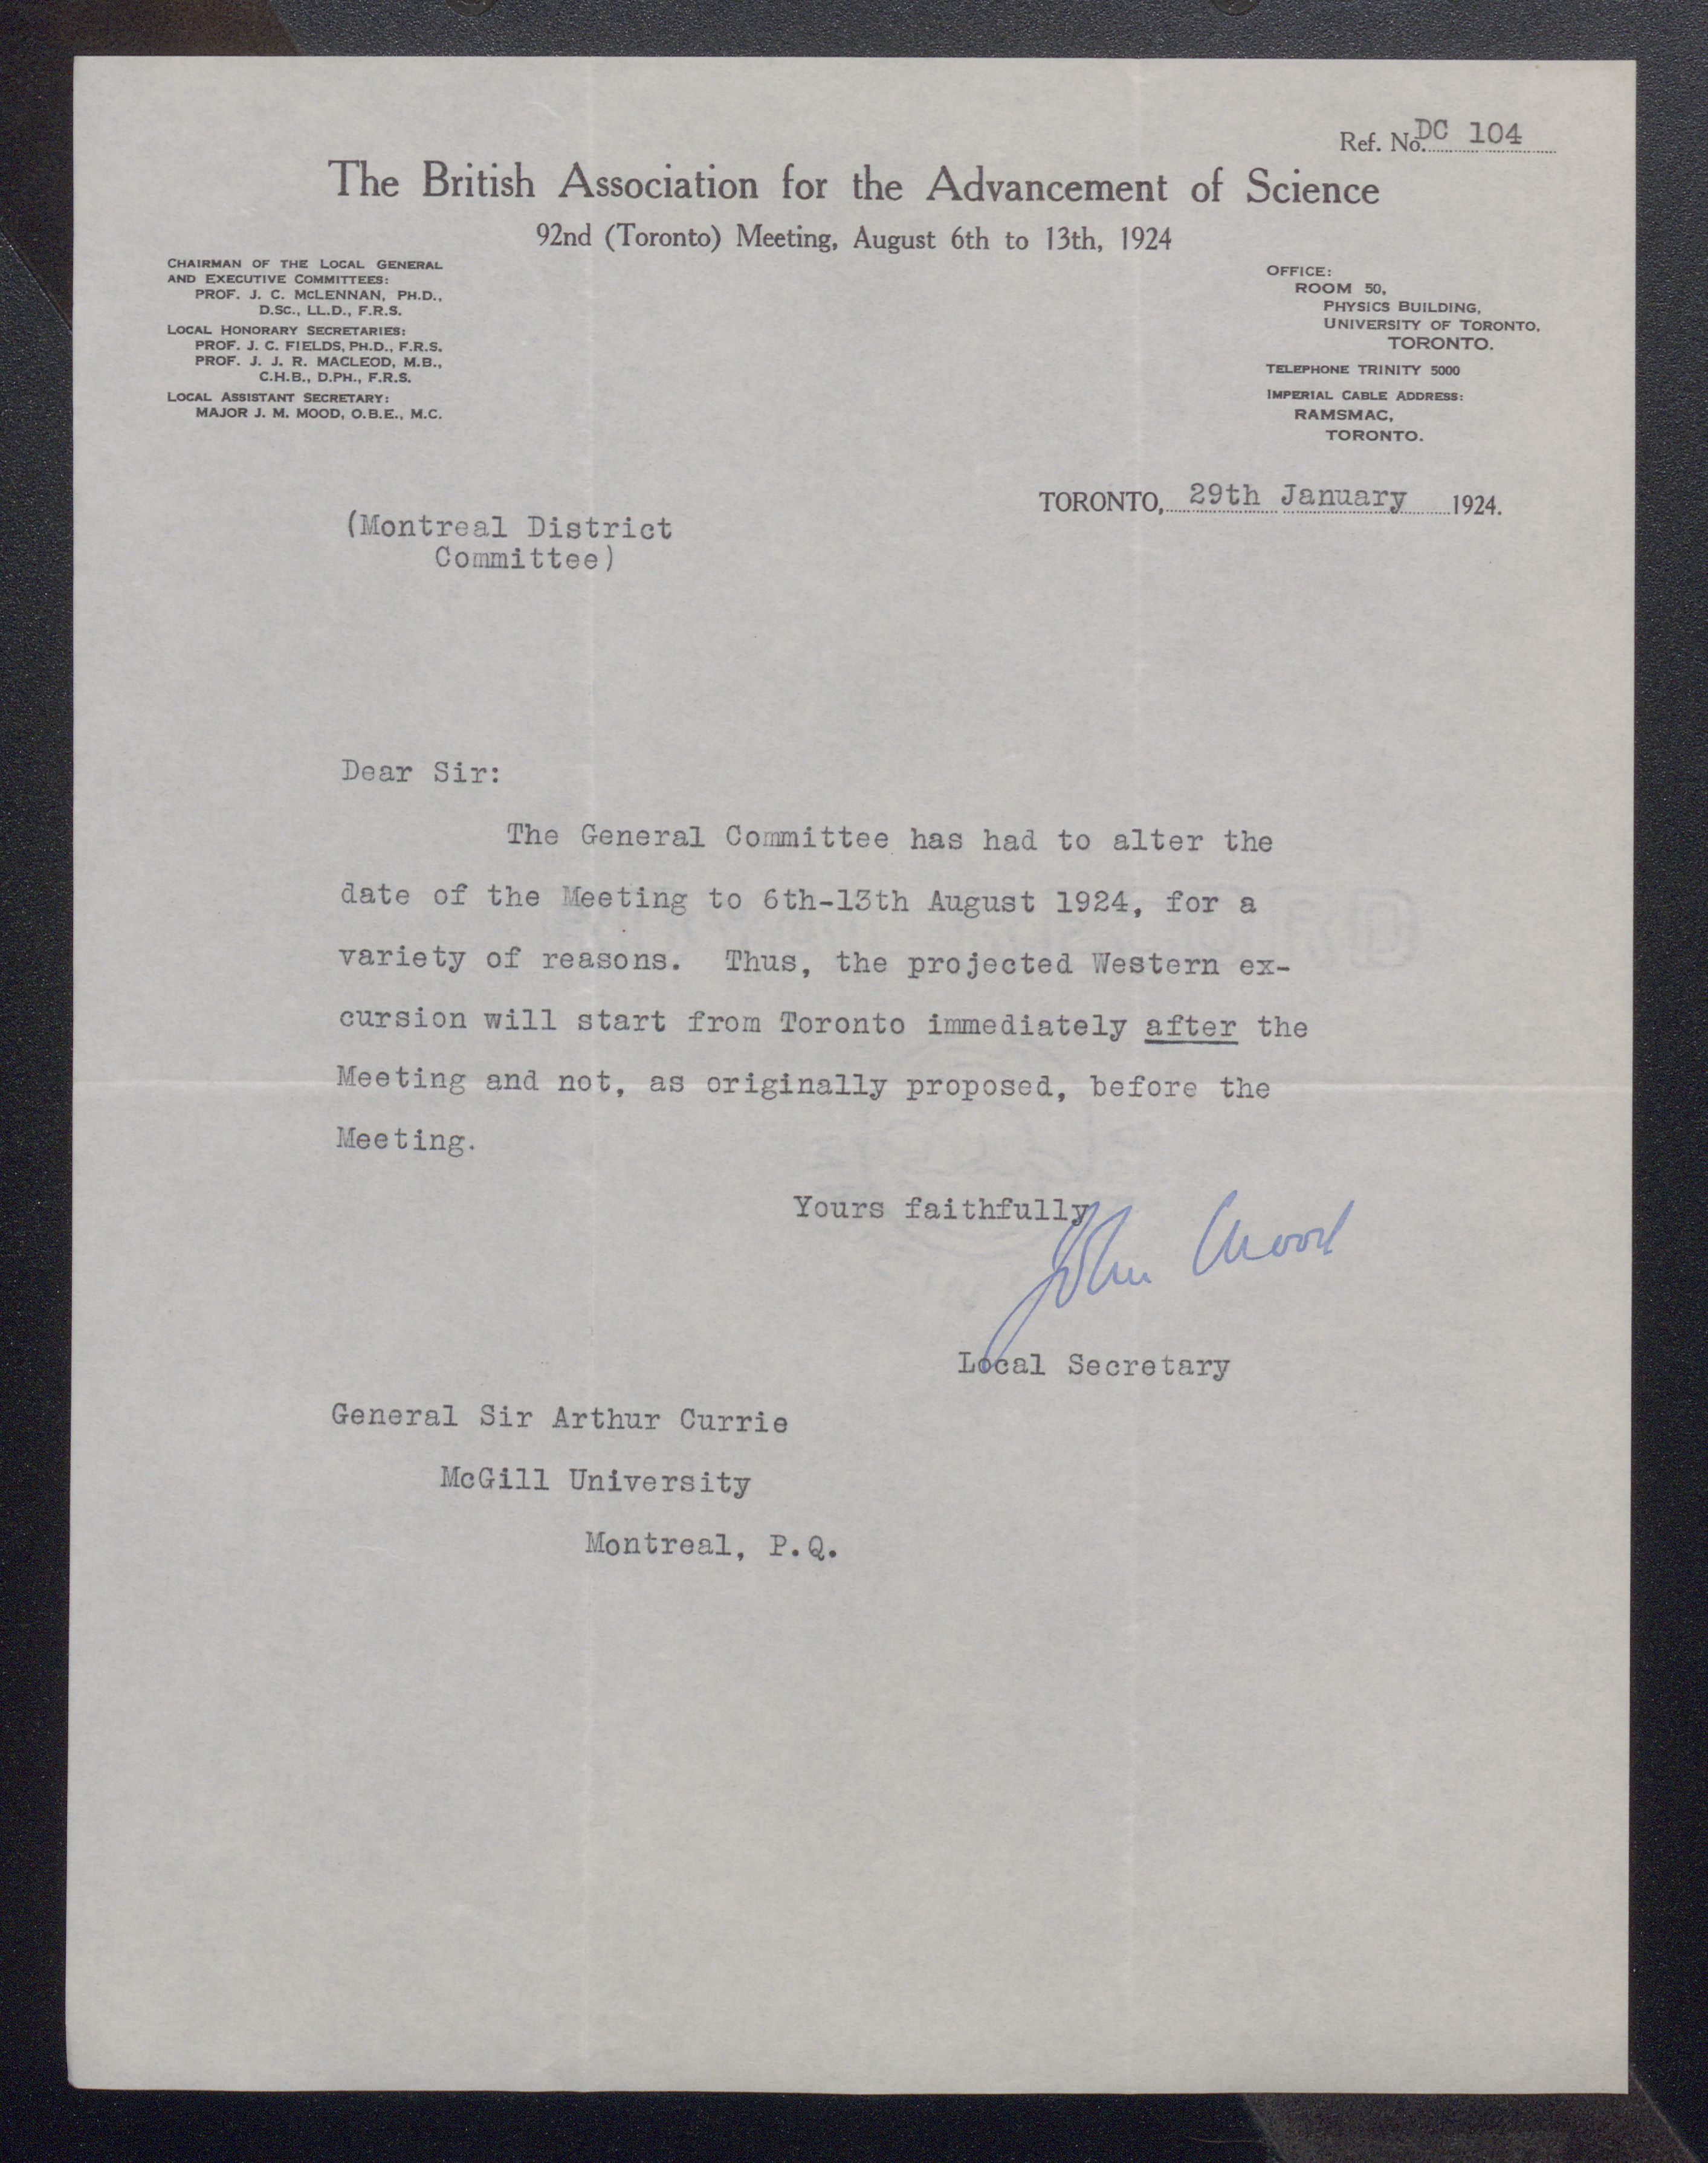 Ref. No. DC 104
The British Association for the Advancement of Science
92nd (Toronto) Meeting, August 6th to 13th, 1924
CHAIRMAN OF THE LOCAL GENERAL
AND EXECUTIVE COMMITTEES:
PROF. J. C. MCLENNAN, PH.D.,
D.SC., LL.D., F.R.S.
LOCAL HONORARY SECRETARIES:
PROF. J. C. FIELDS, PH.D., F.R.S.
PROF. J. J. R. MACLEOD, M.B.,
C.H.B., D.PH., F.R.S.
LOCAL ASSISTANT SECRETARY:
MAJOR J. M. MOOD, O.B.E., M.C.
OFFICE:
ROOM 50,
PHYSICS BUILDING,
UNIVERSITY OF TORONTO,
TORONTO.
TELEPHONE TRINITY 5000
IMPERIAL CABLE ADDRESS:
RAMSMAC,
TORONTO.
TORONTO, 29th January 1924.
(Montreal District
Committee)
Dear Sir:
The General Committee has had to alter the
date of the Meeting to 6th-13th August 1924, for a
variety of reasons. Thus, the projected Western ex-
cursion will start from Toronto immediately after the
Meeting and not, as originally proposed, before the
Meeting.
Yours faithfully
John Mood
Local Secretary
General Sir Arthur Currie
McGill University
Montreal, P.Q.